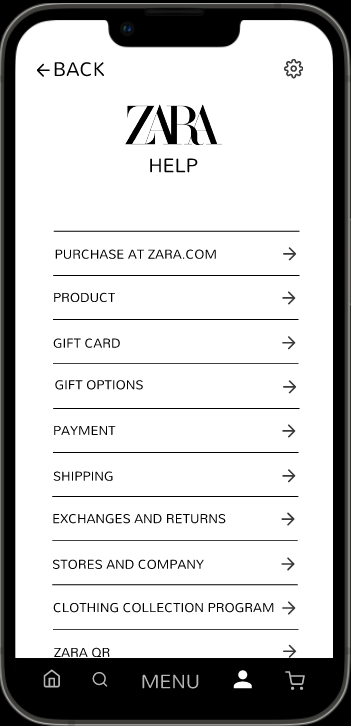 BACK
ZARA
HELP
PURCHASE AT ZARA.COM
PRODUCT
GIFT CARD
GIFT OPTIONS
PAYMENT
SHIPPING
EXCHANGES AND RETURNS
STORES AND COMPANY
CLOTHING COLLECTION PROGRAM
ZARA QR
MENU